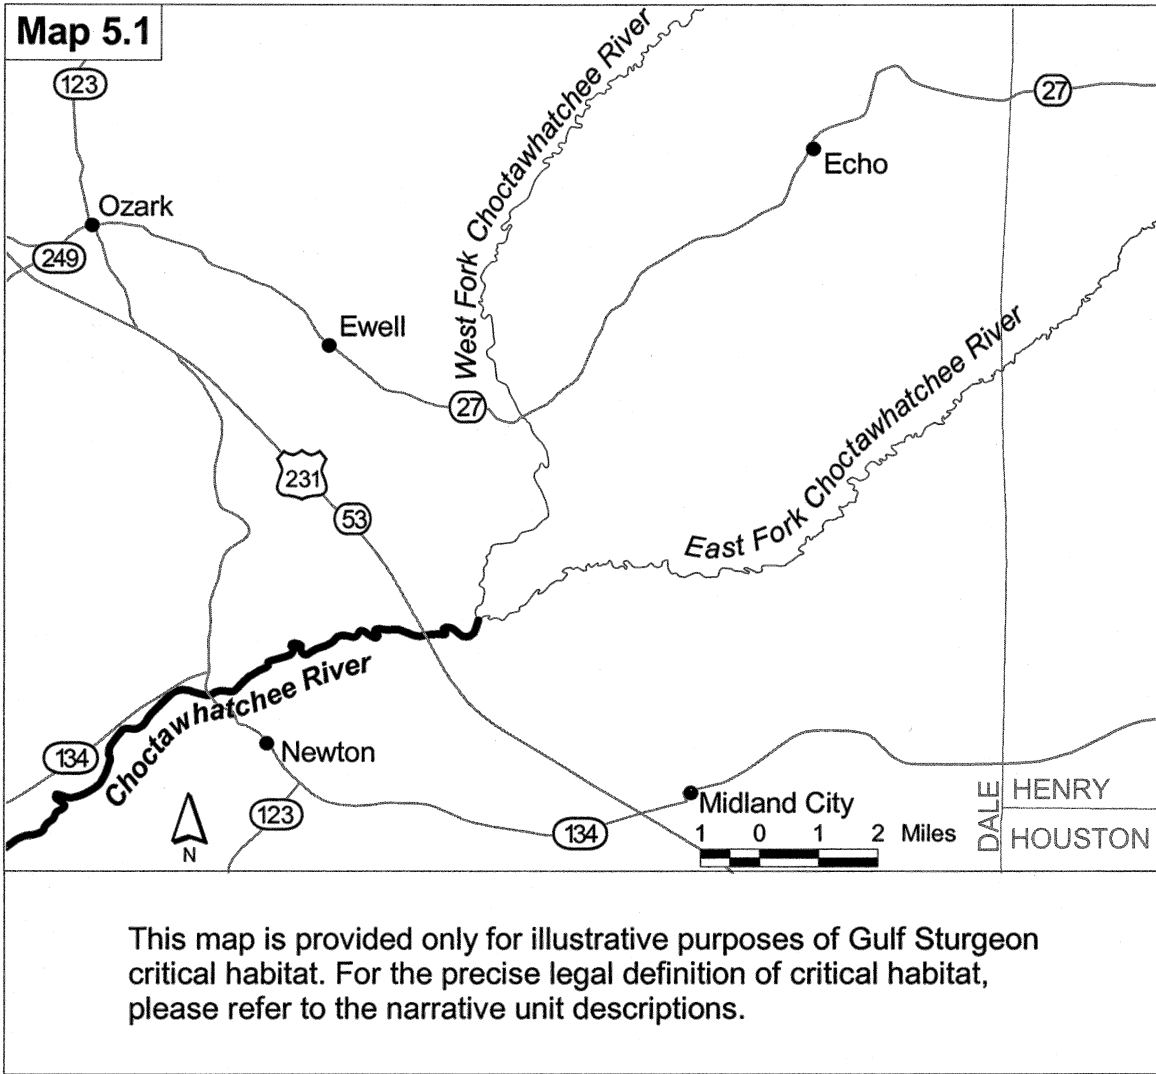 Map 5.1
123
West Fork Choctawhatchee River
27
Echo
Ozark
249
Ewell
27
East Fork Choctawhatchee River
231
53
Choctawhatchee River
134
Newton
N
123
134
Midland City
1 0 1 2 Miles
DALE
HENRY
HOUSTON
This map is provided only for illustrative purposes of Gulf Sturgeon
critical habitat. For the precise legal definition of critical habitat,
please refer to the narrative unit descriptions.